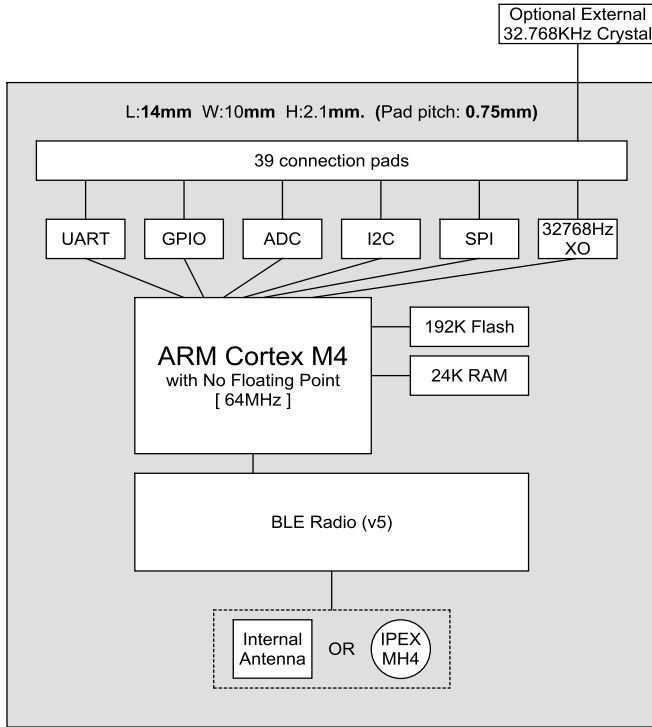 Optional External
32.768KHz Crystal
L:14mm W:10mm H:2.1mm. (Pad pitch: 0.75mm)
39 connection pads
UART
GPIO
ADC
I2C
SPI
32768Hz
XO
ARM Cortex M4
with No Floating Point
[ 64MHz ]
192K Flash
24K RAM
BLE Radio (v5)
Internal
Antenna
OR
IPEX
MH4